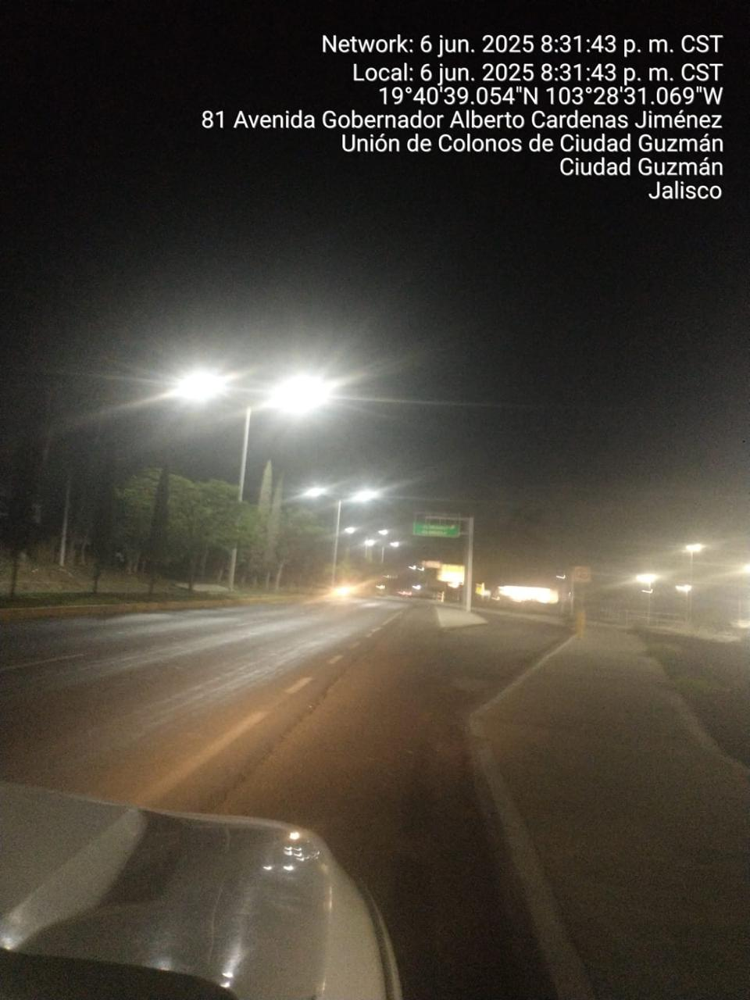 Network: 6 jun. 2025 8:31:43 p. m. CST
Local: 6 jun. 2025 8:31:43 p. m. CST
19°40'39.054"N 103°28'31.069"W
81 Avenida Gobernador Alberto Cardenas Jiménez
Unión de Colonos de Ciudad Guzmán
Ciudad Guzmán
Jalisco